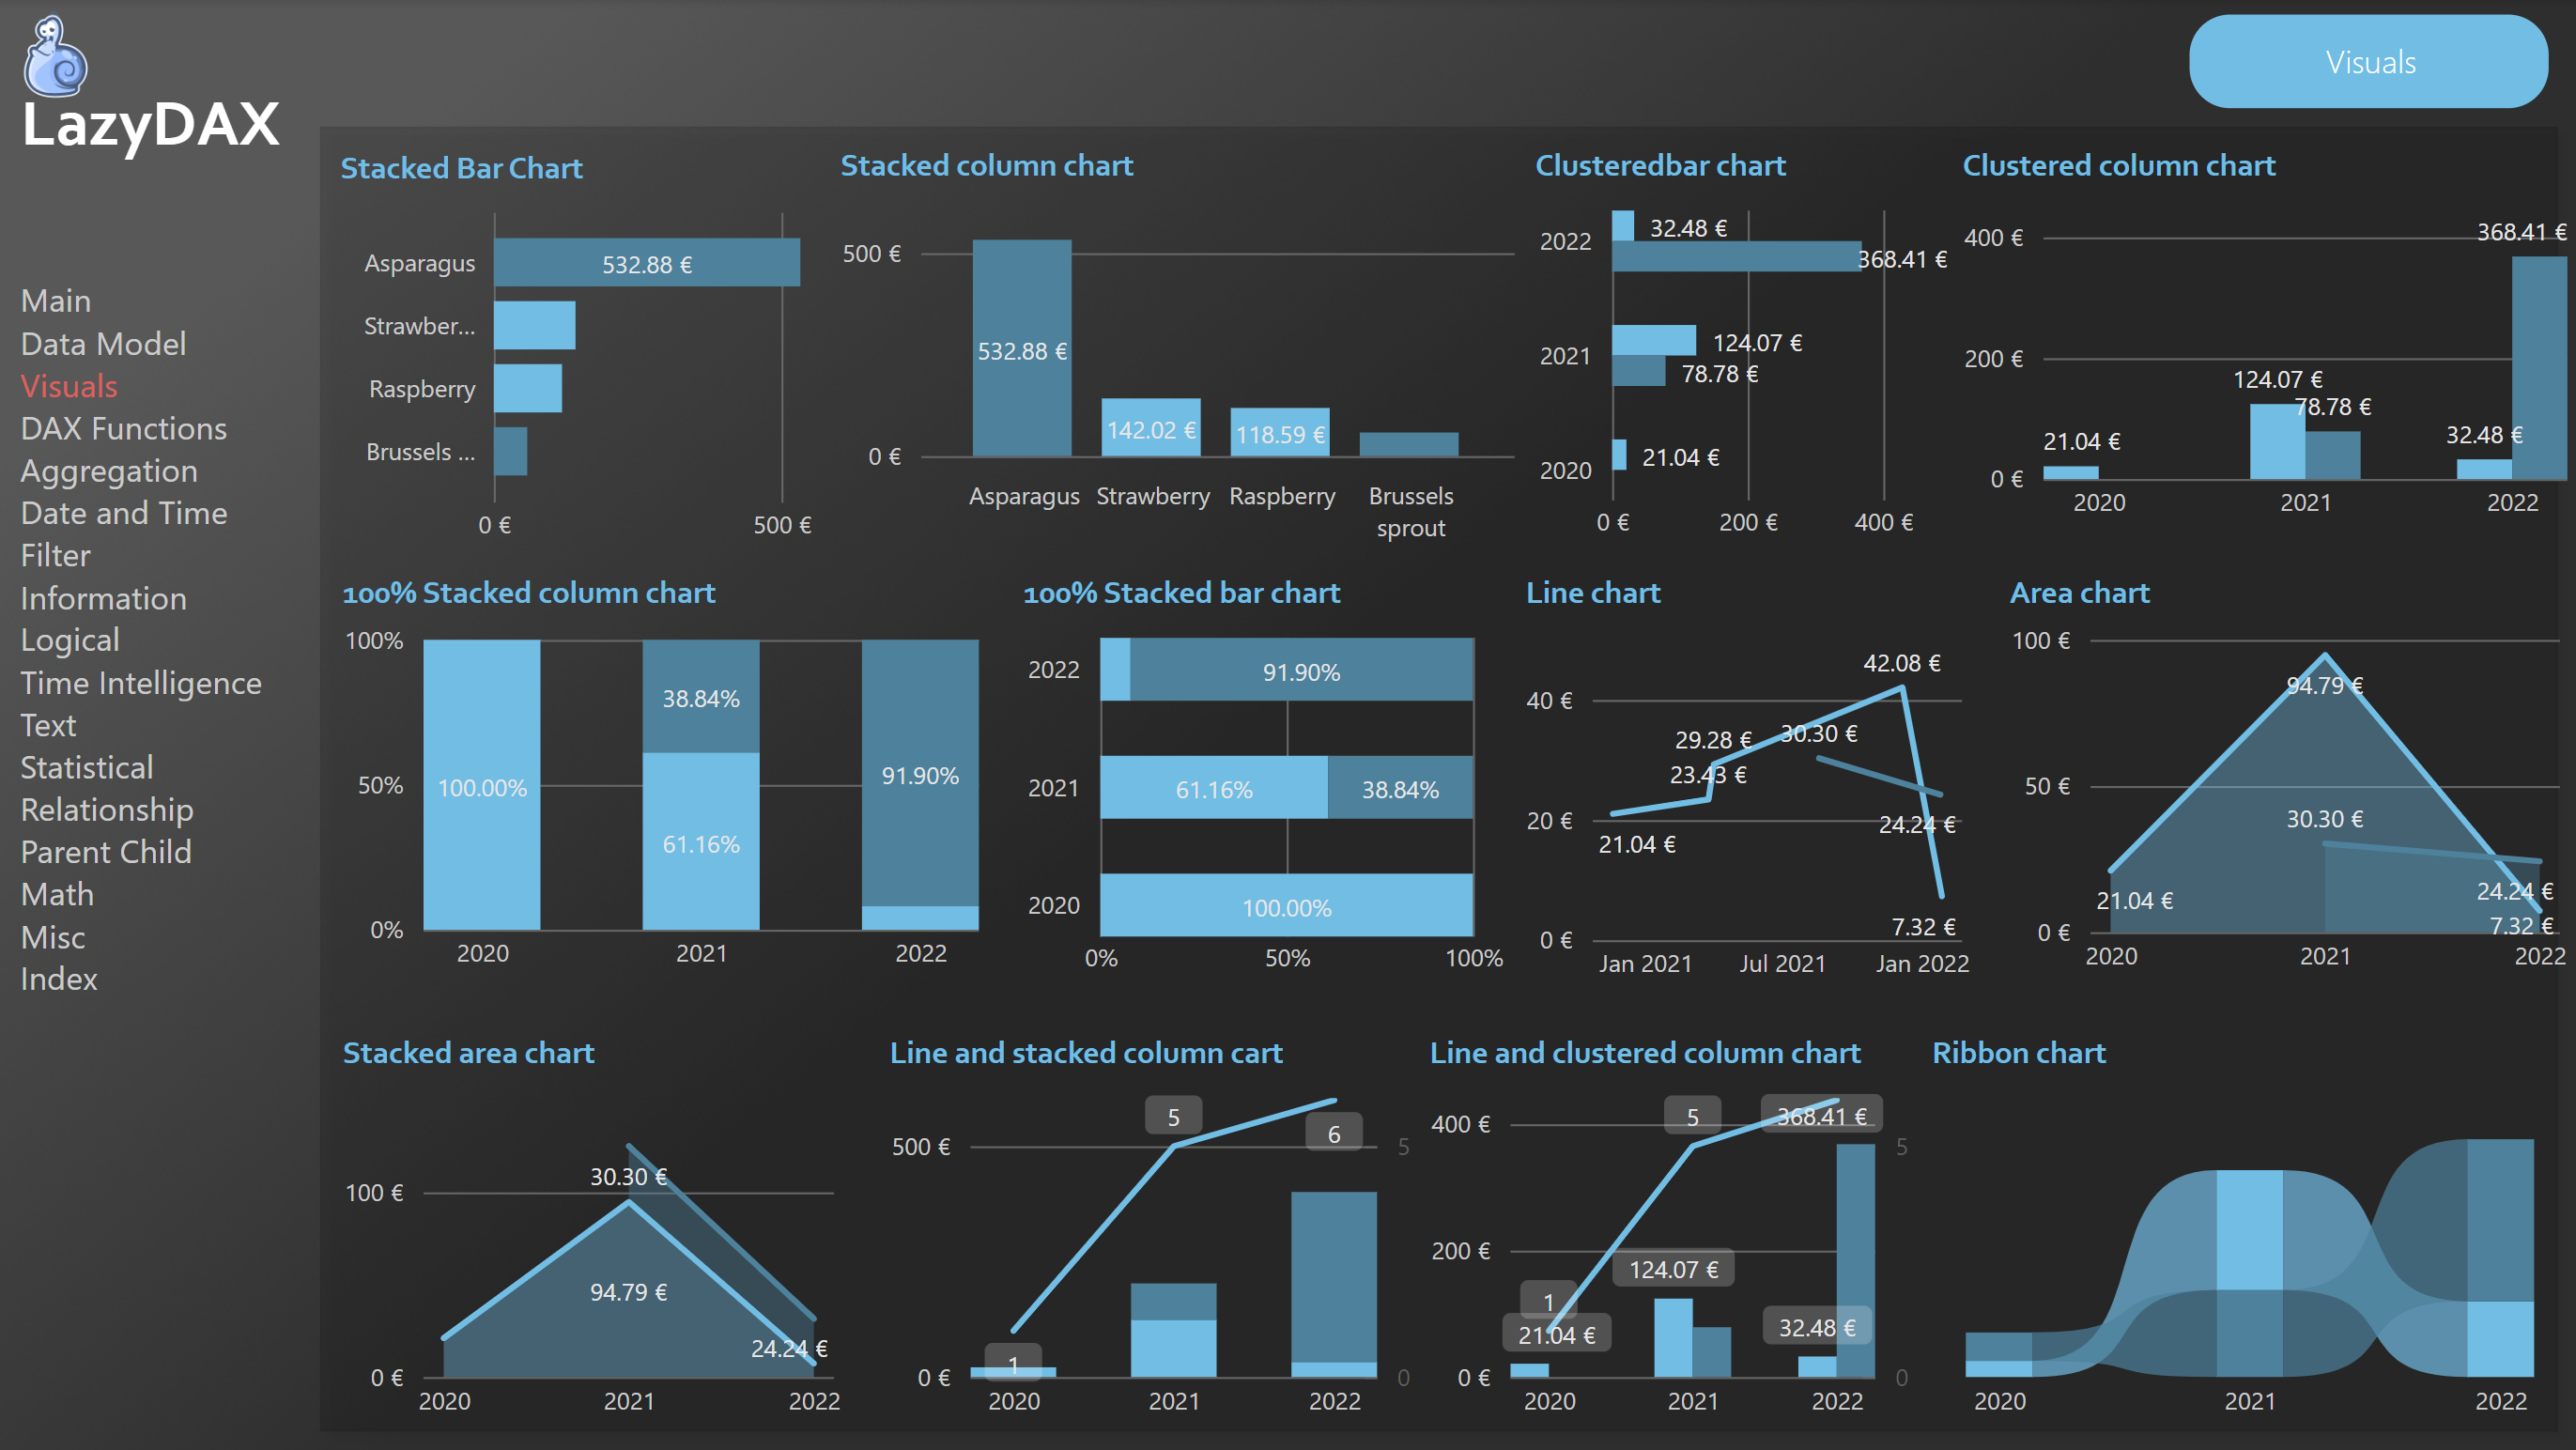 LazyDAX
Visuals
Main
Data Model
Visuals
DAX Functions
Aggregation
Date and Time
Filter
Information
Logical
Time Intelligence
Text
Statistical
Relationship
Parent Child
Math
Misc
Index
Stacked Bar Chart
Asparagus
532.88 €
Strawber...
Raspberry
Brussels ...
0 €
500 €
Stacked column chart
500 €
0 €
532.88 €
142.02 €
118.59 €
Asparagus
Strawberry
Raspberry
Brussels
sprout
Clusteredbar chart
2022
32.48 €
368.41 €
2021
124.07 €
78.78 €
2020
21.04 €
0 €
200 €
400 €
Clustered column chart
400 €
200 €
0 €
368.41 €
124.07 €
78.78 €
21.04 €
32.48 €
2020
2021
2022
100% Stacked column chart
100%
50%
0%
38.84%
91.90%
100.00%
61.16%
2020
2021
2022
100% Stacked bar chart
2022
91.90%
2021
61.16%
38.84%
2020
100.00%
0%
50%
100%
Line chart
40 €
20 €
0 €
42.08 €
29.28 €
30.30 €
23.43 €
24.24 €
21.04 €
7.32 €
Jan 2021
Jul 2021
Jan 2022
Area chart
100 €
50 €
0 €
94.79 €
30.30 €
21.04 €
24.24 €
7.32 €
2020
2021
2022
Stacked area chart
100 €
0 €
30.30 €
94.79 €
24.24 €
2020
2021
2022
Line and stacked column cart
500 €
0 €
5
6
1
5
0
2020
2021
2022
Line and clustered column chart
400 €
200 €
0 €
5
368.41 €
124.07 €
1
21.04 €
32.48 €
5
0
2020
2021
2022
Ribbon chart
2020
2021
2022